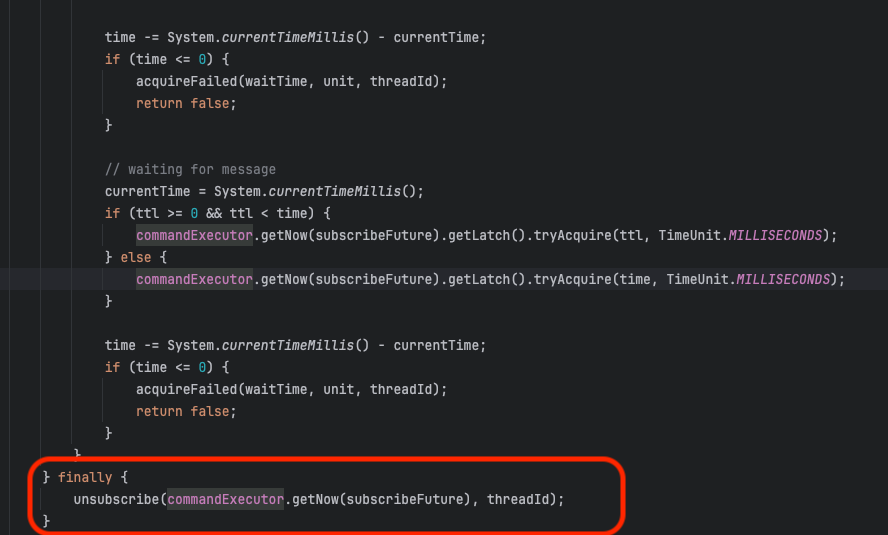 time -= System.currentTimeMillis() - currentTime;
if (time <= 0) {
acquireFailed(waitTime, unit, threadId);
return false;
}
// waiting for message
currentTime = System.currentTimeMillis();
if (ttl >= 0 && ttl < time) {
commandExecutor.getNow(subscribeFuture).getLatch().tryAcquire(ttl, TimeUnit.MILLISECONDS);
} else {
commandExecutor.getNow(subscribeFuture).getLatch().tryAcquire(time, TimeUnit.MILLISECONDS);
}
time -= System.currentTimeMillis() - currentTime;
if (time <= 0) {
acquireFailed(waitTime, unit, threadId);
return false;
}
}
} finally {
unsubscribe(commandExecutor.getNow(subscribeFuture), threadId);
}